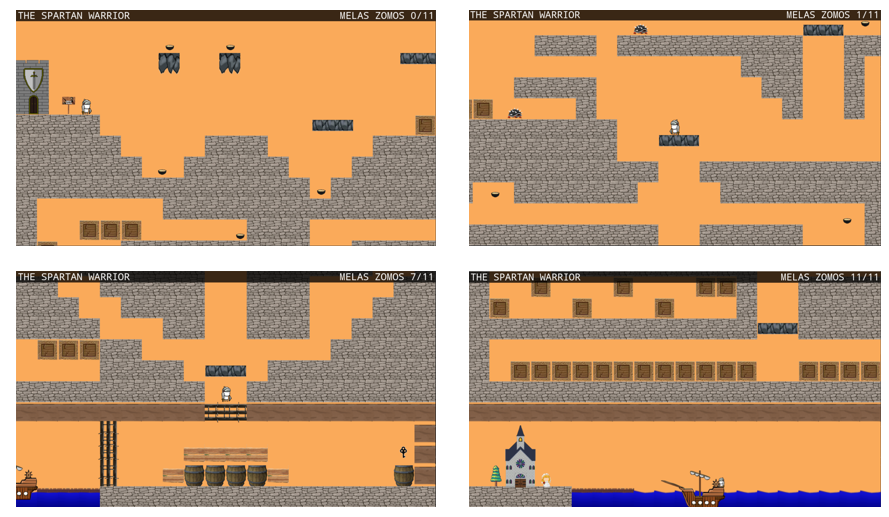 THE SPARTAN WARRIOR MELAS ZOMOS 0/11
THE SPARTAN WARRIOR MELAS ZOMOS 1/11
THE SPARTAN WARRIOR MELAS ZOMOS 7/11
THE SPARTAN WARRIOR MELAS ZOMOS 11/11